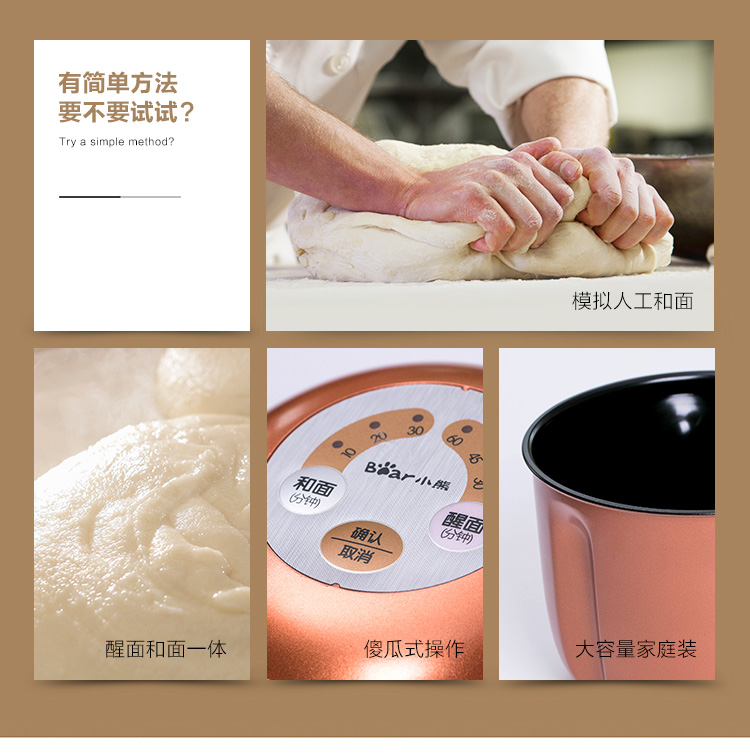 有简单方法
要不要试试？
Try a simple method?
模拟人工和面
醒面和面一体
10 20 30
60
Bear小熊
和面
(分钟)
醒面
(分钟)
确认
取消
傻瓜式操作
大容量家庭装